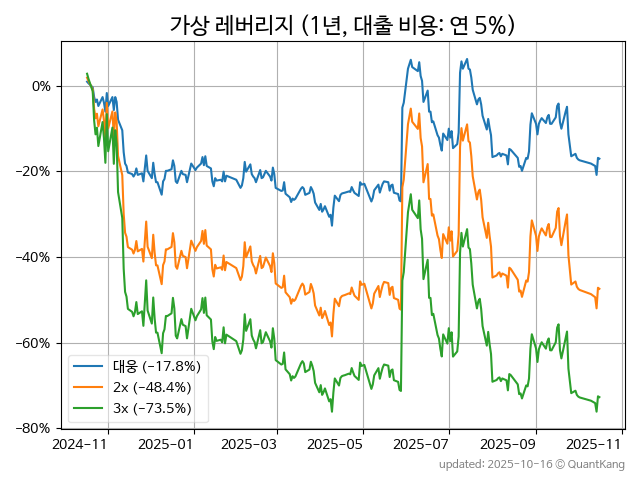 가상 레버리지 (1년, 대출 비용: 연 5%)
0%
−20%
−40%
−60%
−80%
대웅 (−17.8%)
2x (−48.4%)
3x (−73.5%)
2024-11
2025-01
2025-03
2025-05
2025-07
2025-09
2025-11
updated: 2025-10-16 © QuantKang